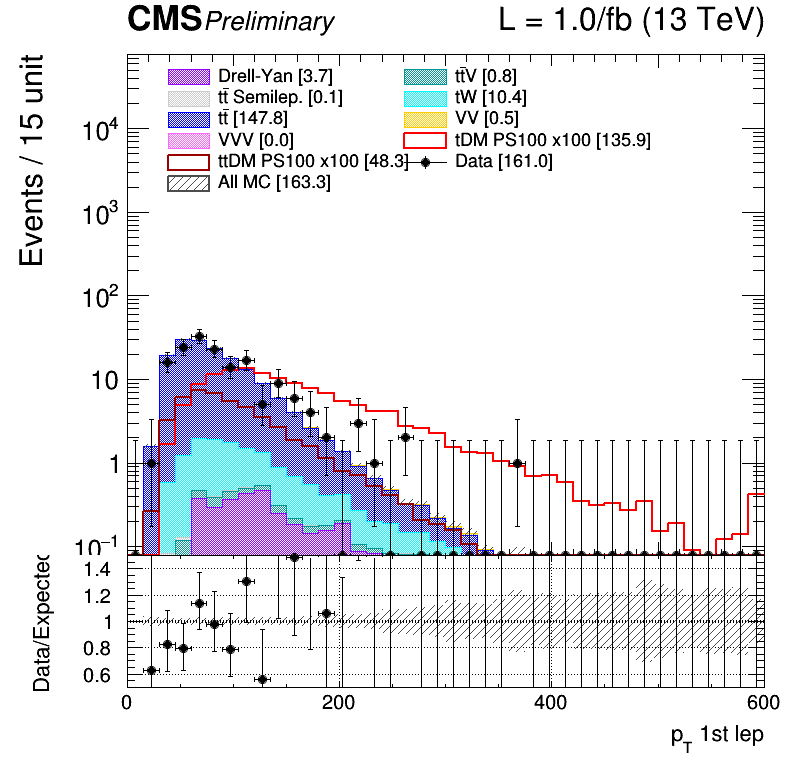 CMS Preliminary L = 1.0/fb (13 TeV)
Drell-Yan [3.7] tt̄V [0.8]
tt̄ Semilep. [0.1] tW [10.4]
tt̄ [147.8] VV [0.5]
VVV [0.0] tDM PS100 x100 [135.9]
ttDM PS100 x100 [48.3] Data [161.0]
All MC [163.3]
Events / 15 unit
10⁴
10³
10²
10
1
10⁻¹
Data/Expected
1.4
1.2
1
0.8
0.6
0 200 400 600
p_T 1st lep